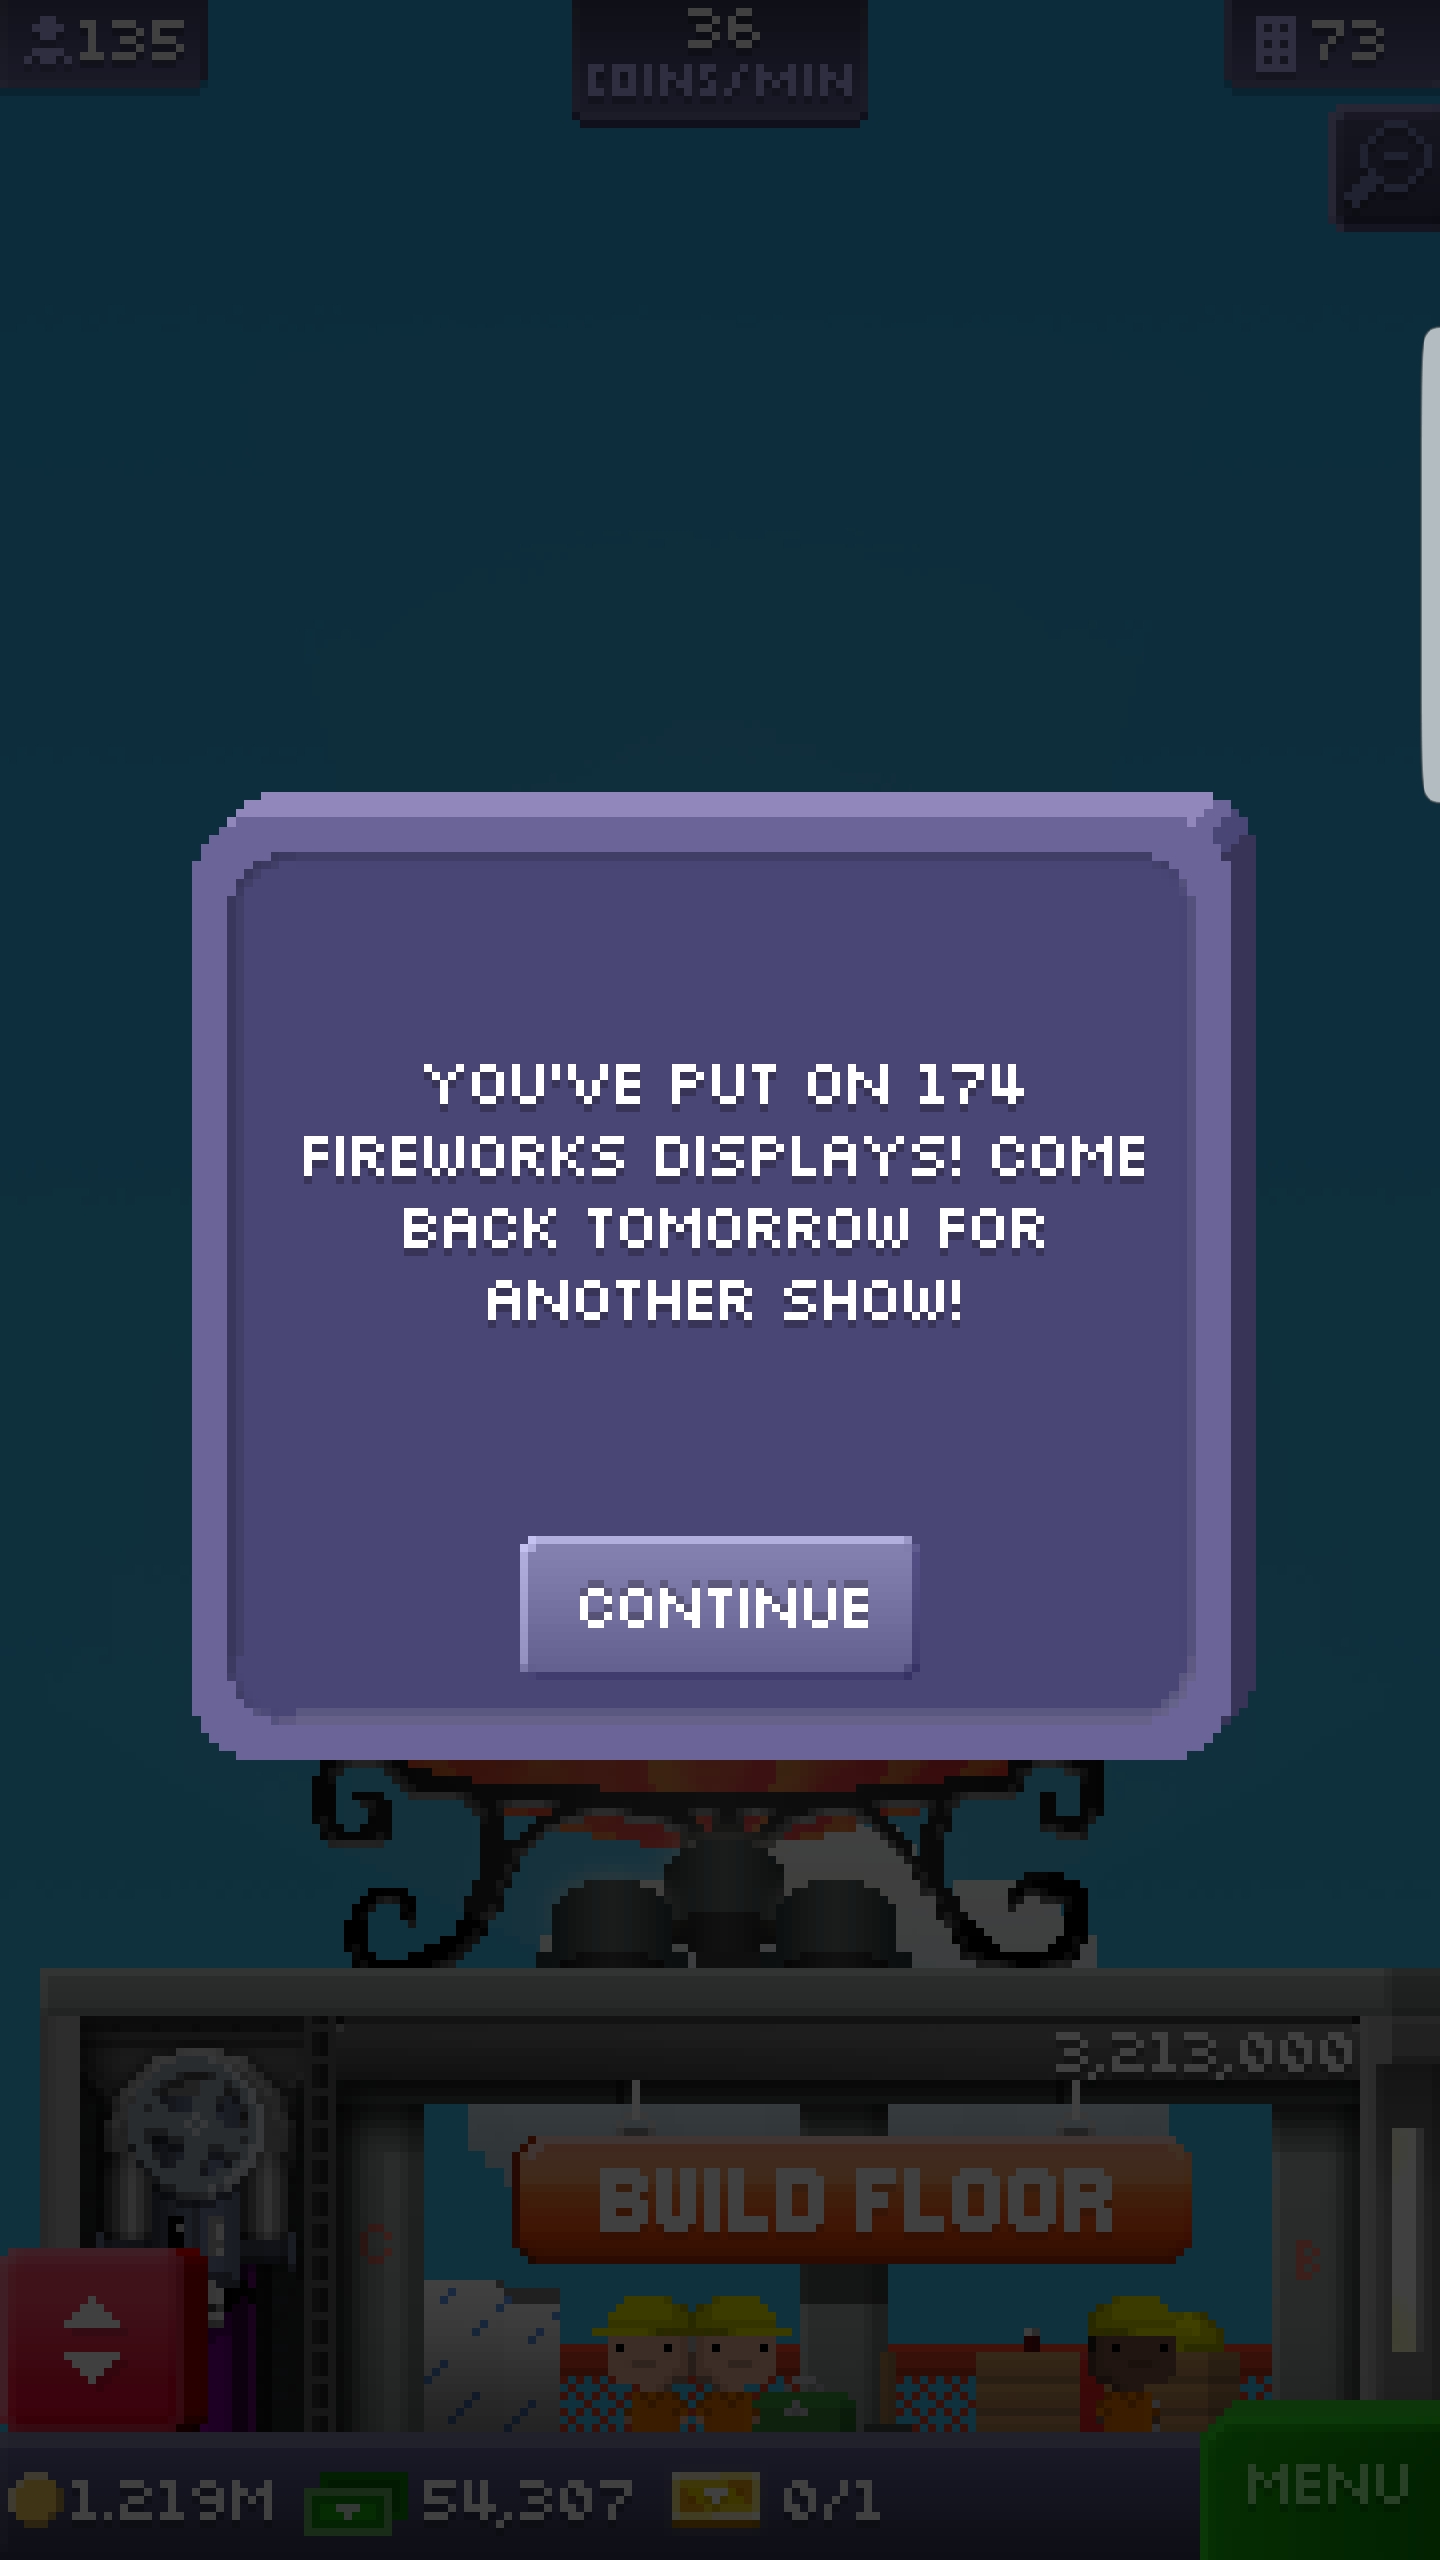 135
36
COINS/MIN
73
YOU'VE PUT ON 174
FIREWORKS DISPLAYS! COME
BACK TOMORROW FOR
ANOTHER SHOW!
CONTINUE
3,213,000
BUILD FLOOR
C
B
1.219M
54,307
0/1
MENU